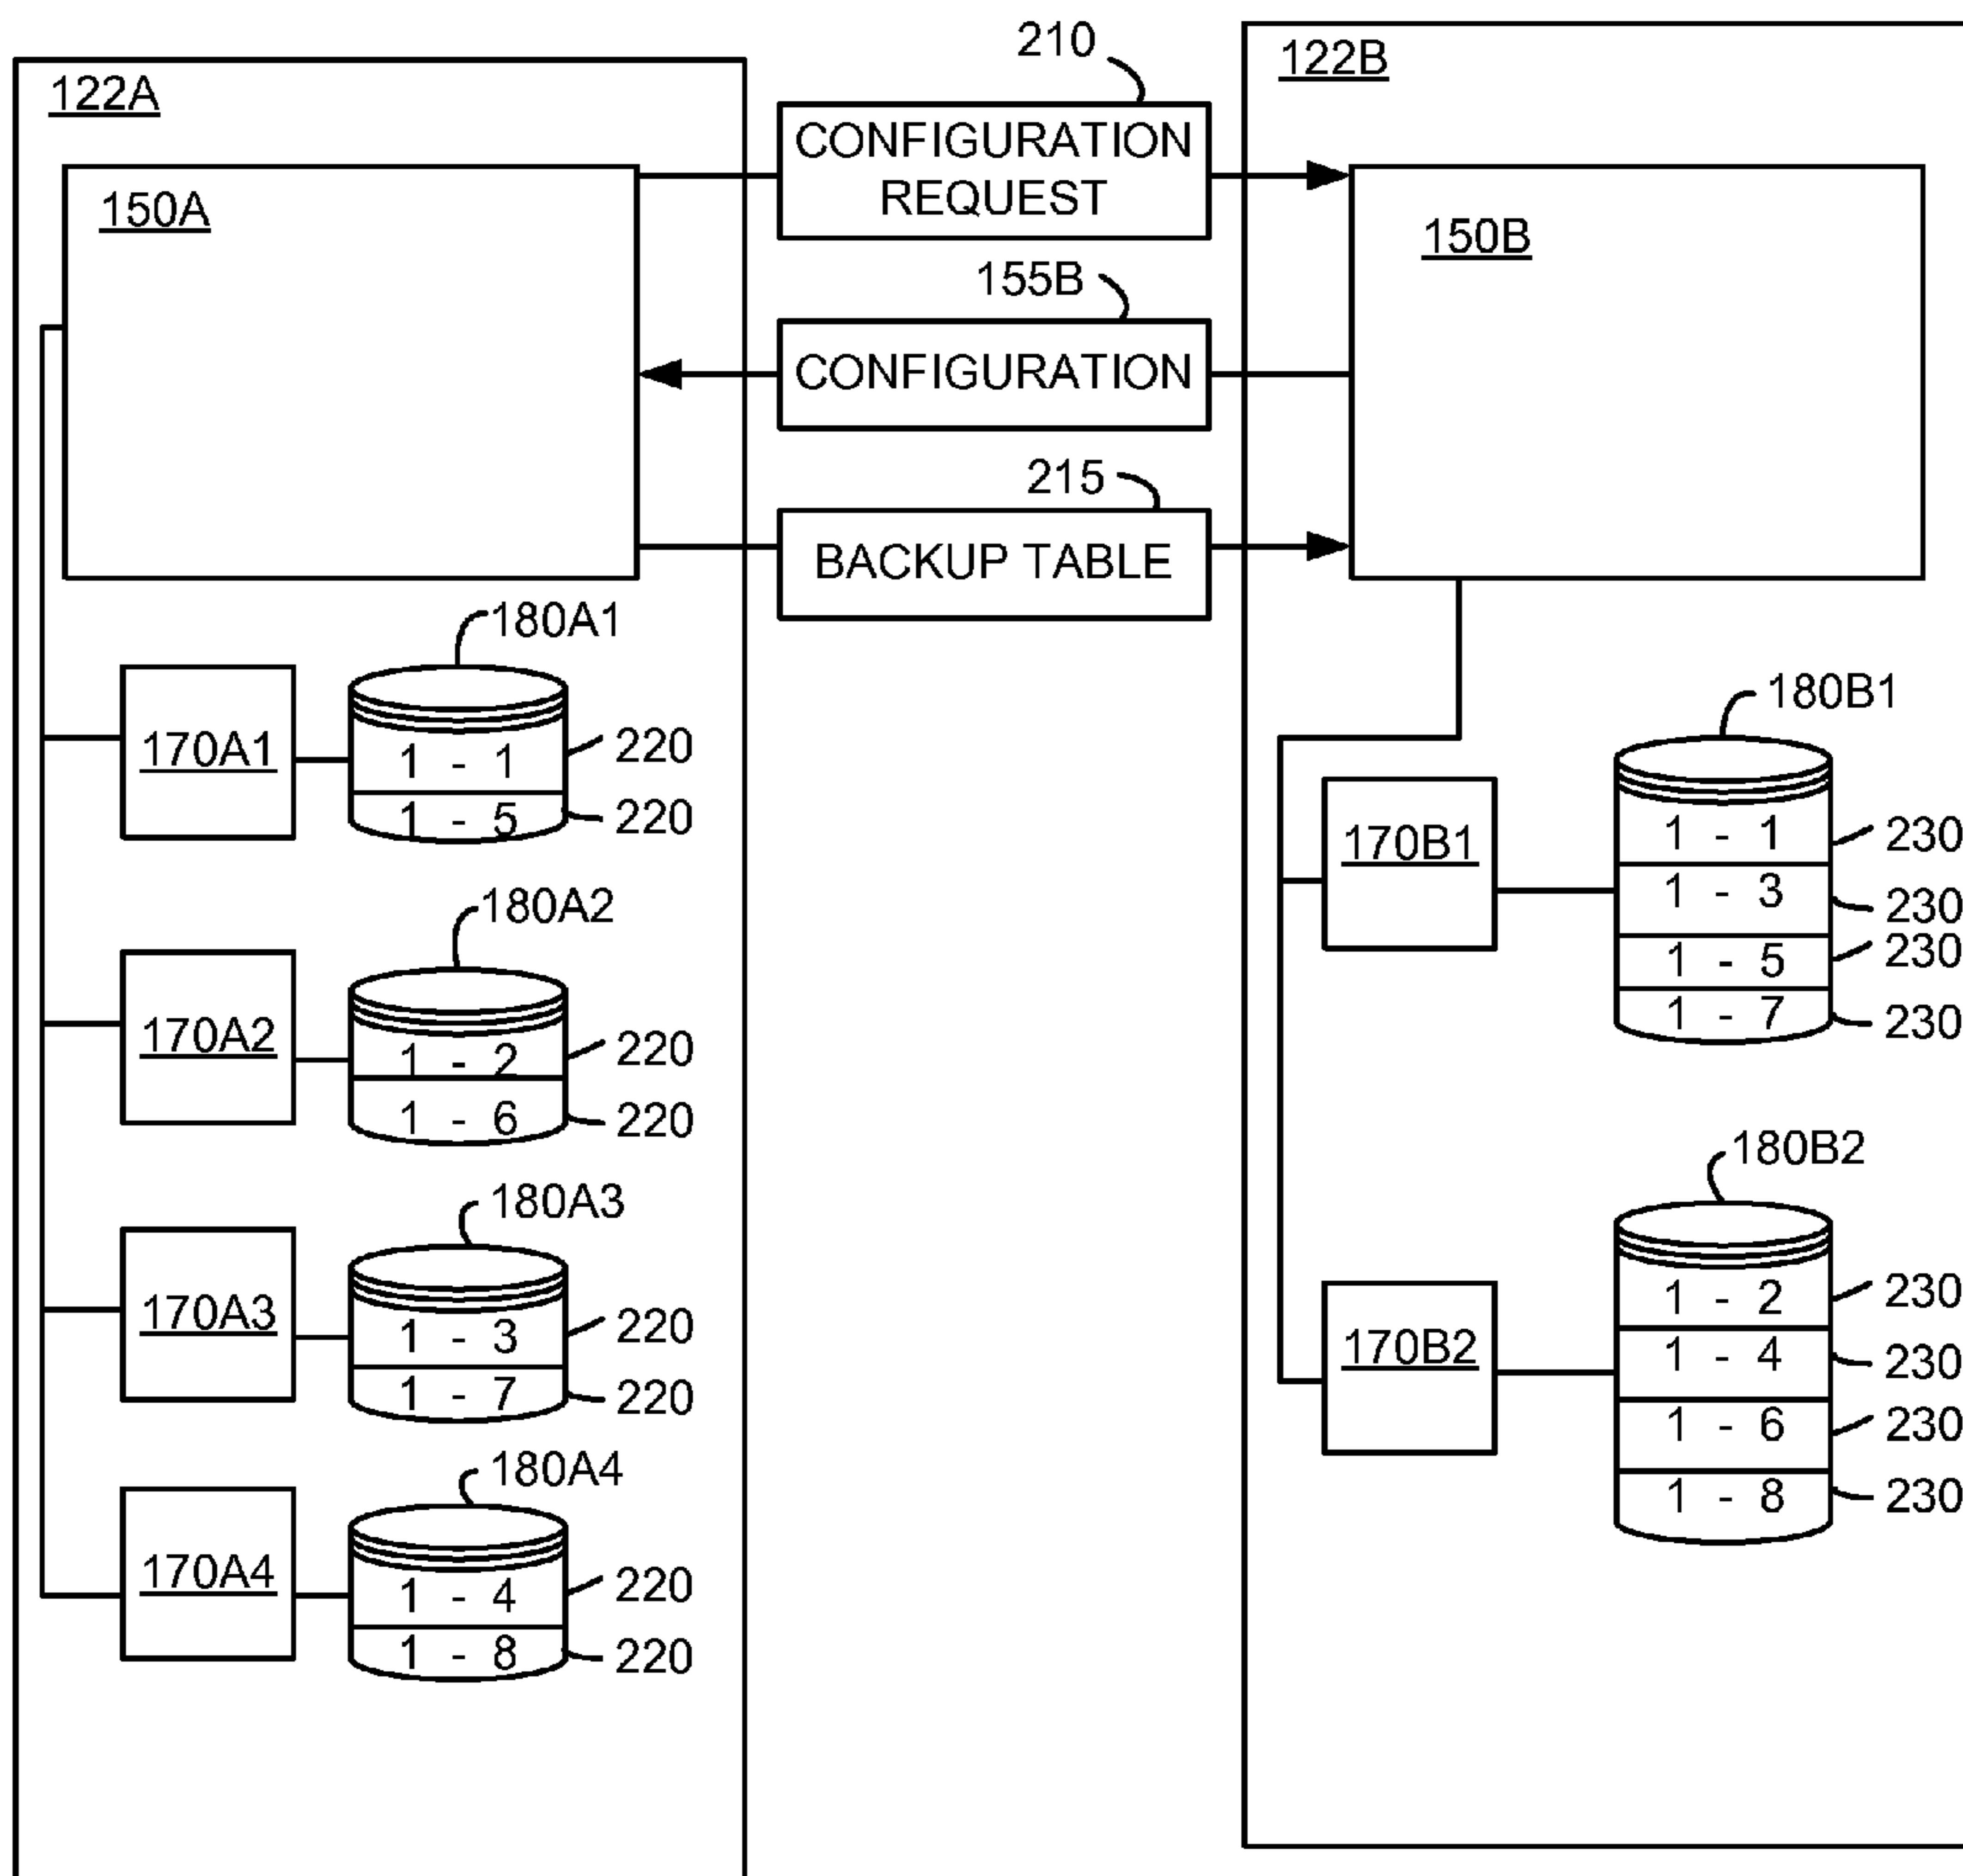 122A
150A
210
CONFIGURATION
REQUEST
155B
CONFIGURATION
215
BACKUP TABLE
122B
150B
180A1
170A1
1 - 1
220
1 - 5
220
180A2
170A2
1 - 2
220
1 - 6
220
180A3
170A3
1 - 3
220
1 - 7
220
180A4
170A4
1 - 4
220
1 - 8
220
180B1
170B1
1 - 1
230
1 - 3
230
1 - 5
230
1 - 7
230
180B2
170B2
1 - 2
230
1 - 4
230
1 - 6
230
1 - 8
230